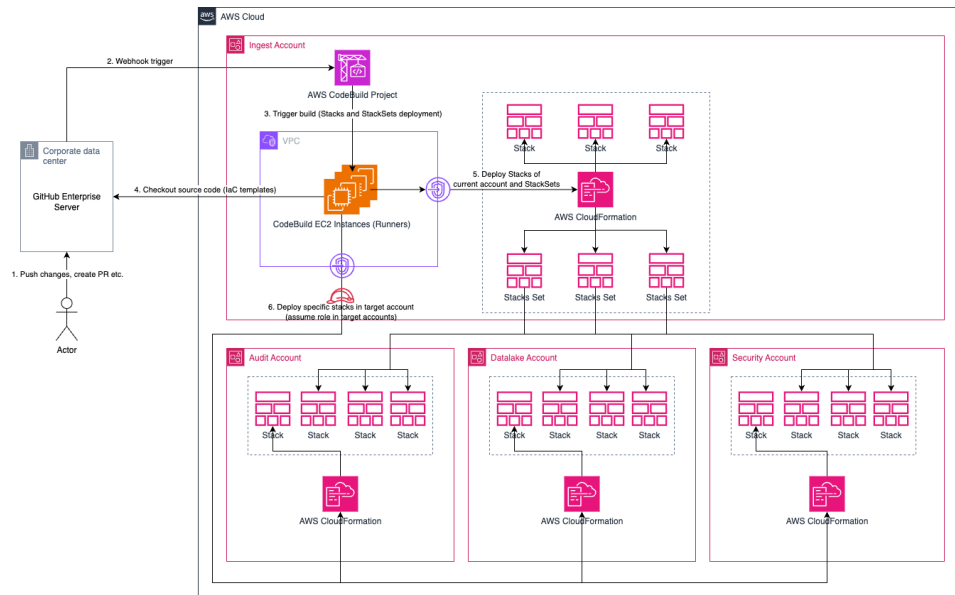 aws
AWS Cloud
Ingest Account
2. Webhook trigger
AWS CodeBuild Project
3. Trigger build (Stacks and StackSets deployment)
VPC
Corporate data
center
GitHub Enterprise
Server
4. Checkout source code (IaC templates)
CodeBuild EC2 Instances (Runners)
5. Deploy Stacks of
current account and StackSets
Stack
Stack
Stack
AWS CloudFormation
Stacks Set
Stacks Set
Stacks Set
1. Push changes, create PR etc.
Actor
6. Deploy specific stacks in target account
(assume role in target accounts)
Audit Account
Stack
Stack
Stack
Stack
AWS CloudFormation
Datalake Account
Stack
Stack
Stack
Stack
AWS CloudFormation
Security Account
Stack
Stack
Stack
Stack
AWS CloudFormation